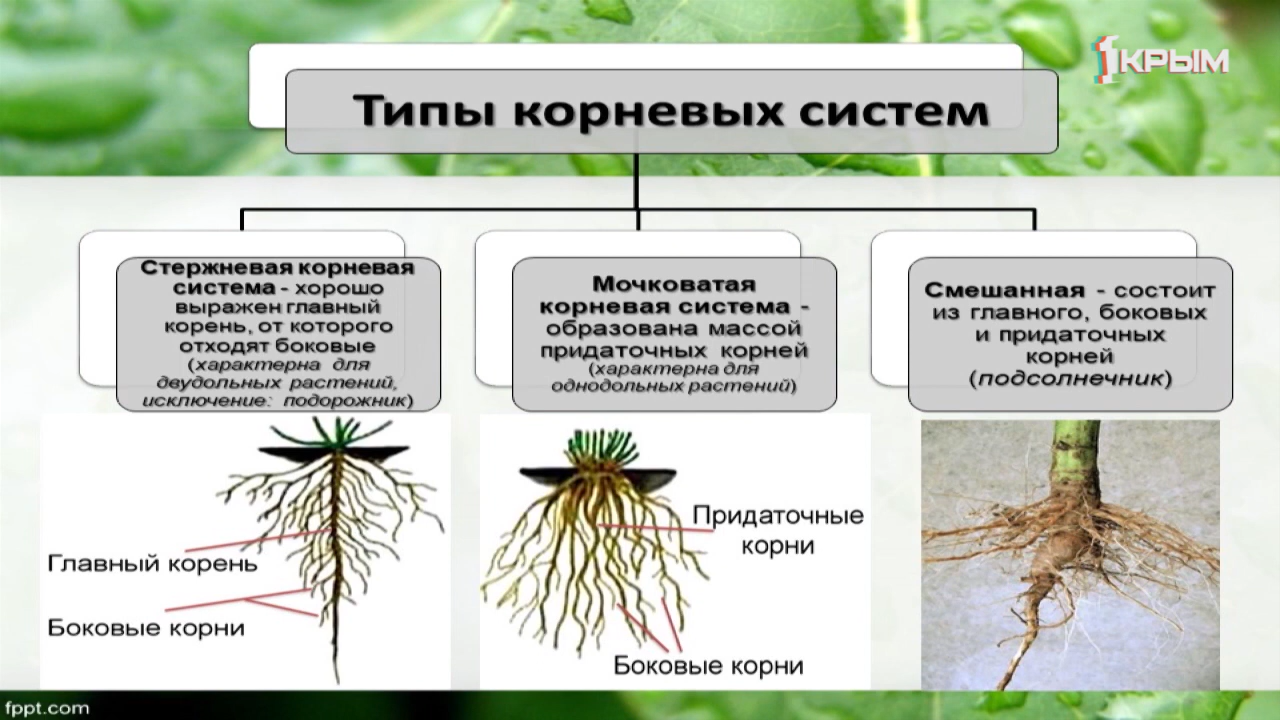 1КРЫМ
Типы корневых систем
Стержневая корневая
система - хорошо
выражен главный
корень, от которого
отходят боковые
(характерна для
двудольных растений,
исключение: подорожник)
Мочковатая
корневая система -
образована массой
придаточных корней
(характерна для
однодольных растений)
Смешанная - состоит
из главного, боковых
и придаточных
корней
(подсолнечник)
Главный корень
Боковые корни
Придаточные
корни
Боковые корни
fppt.com